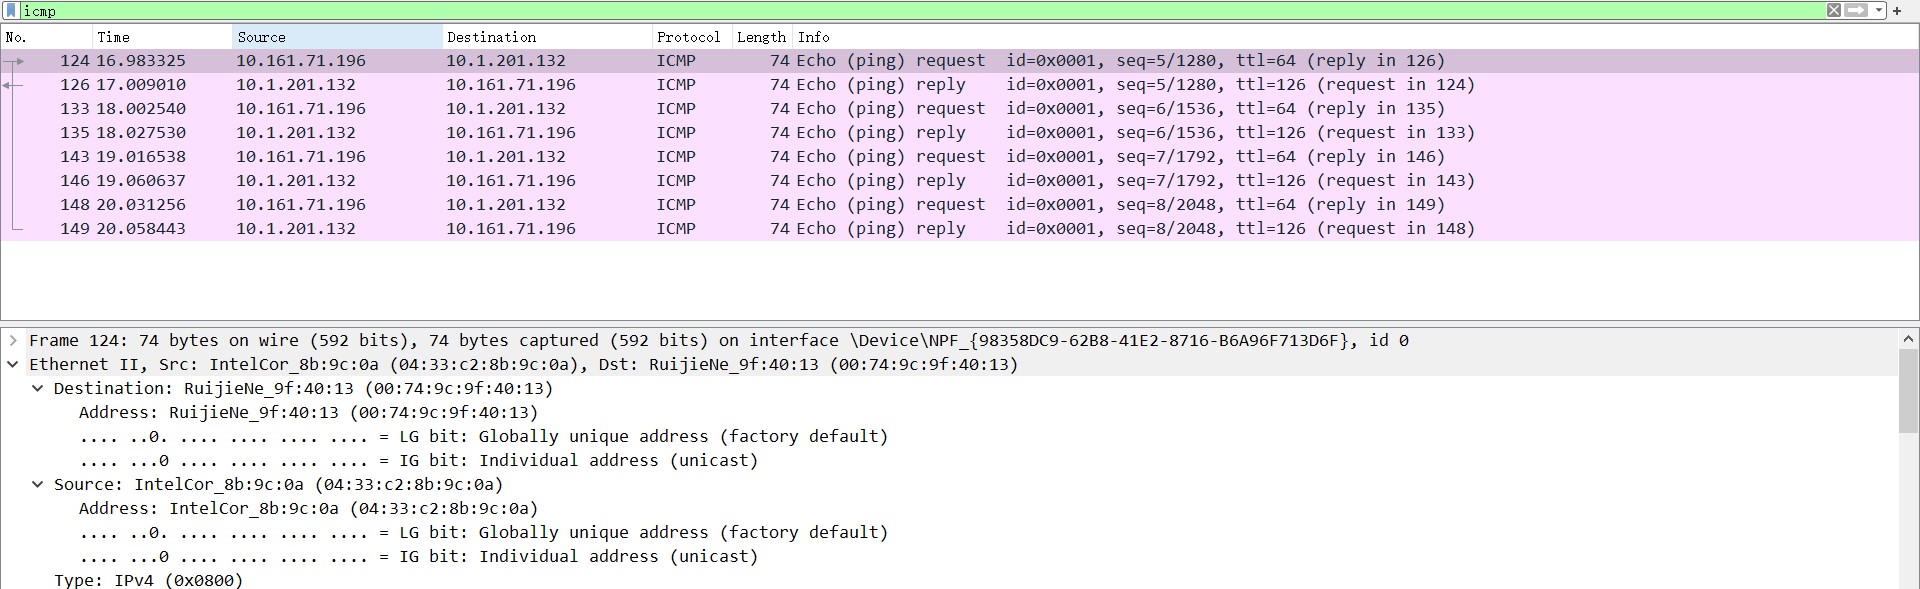 icmp
No. Time Source Destination Protocol Length Info
124 16.983325 10.161.71.196 10.1.201.132 ICMP 74 Echo (ping) request id=0x0001, seq=5/1280, ttl=64 (reply in 126)
126 17.009010 10.1.201.132 10.161.71.196 ICMP 74 Echo (ping) reply id=0x0001, seq=5/1280, ttl=126 (request in 124)
133 18.002540 10.161.71.196 10.1.201.132 ICMP 74 Echo (ping) request id=0x0001, seq=6/1536, ttl=64 (reply in 135)
135 18.027530 10.1.201.132 10.161.71.196 ICMP 74 Echo (ping) reply id=0x0001, seq=6/1536, ttl=126 (request in 133)
143 19.016538 10.161.71.196 10.1.201.132 ICMP 74 Echo (ping) request id=0x0001, seq=7/1792, ttl=64 (reply in 146)
146 19.060637 10.1.201.132 10.161.71.196 ICMP 74 Echo (ping) reply id=0x0001, seq=7/1792, ttl=126 (request in 143)
148 20.031256 10.161.71.196 10.1.201.132 ICMP 74 Echo (ping) request id=0x0001, seq=8/2048, ttl=64 (reply in 149)
149 20.058443 10.1.201.132 10.161.71.196 ICMP 74 Echo (ping) reply id=0x0001, seq=8/2048, ttl=126 (request in 148)
Frame 124: 74 bytes on wire (592 bits), 74 bytes captured (592 bits) on interface \Device\NPF_{98358DC9-62B8-41E2-8716-B6A96F713D6F}, id 0
Ethernet II, Src: IntelCor_8b:9c:0a (04:33:c2:8b:9c:0a), Dst: RuijieNe_9f:40:13 (00:74:9c:9f:40:13)
Destination: RuijieNe_9f:40:13 (00:74:9c:9f:40:13)
Address: RuijieNe_9f:40:13 (00:74:9c:9f:40:13)
.... ..0. .... .... .... .... = LG bit: Globally unique address (factory default)
.... ...0 .... .... .... .... = IG bit: Individual address (unicast)
Source: IntelCor_8b:9c:0a (04:33:c2:8b:9c:0a)
Address: IntelCor_8b:9c:0a (04:33:c2:8b:9c:0a)
.... ..0. .... .... .... .... = LG bit: Globally unique address (factory default)
.... ...0 .... .... .... .... = IG bit: Individual address (unicast)
Type: IPv4 (0x0800)